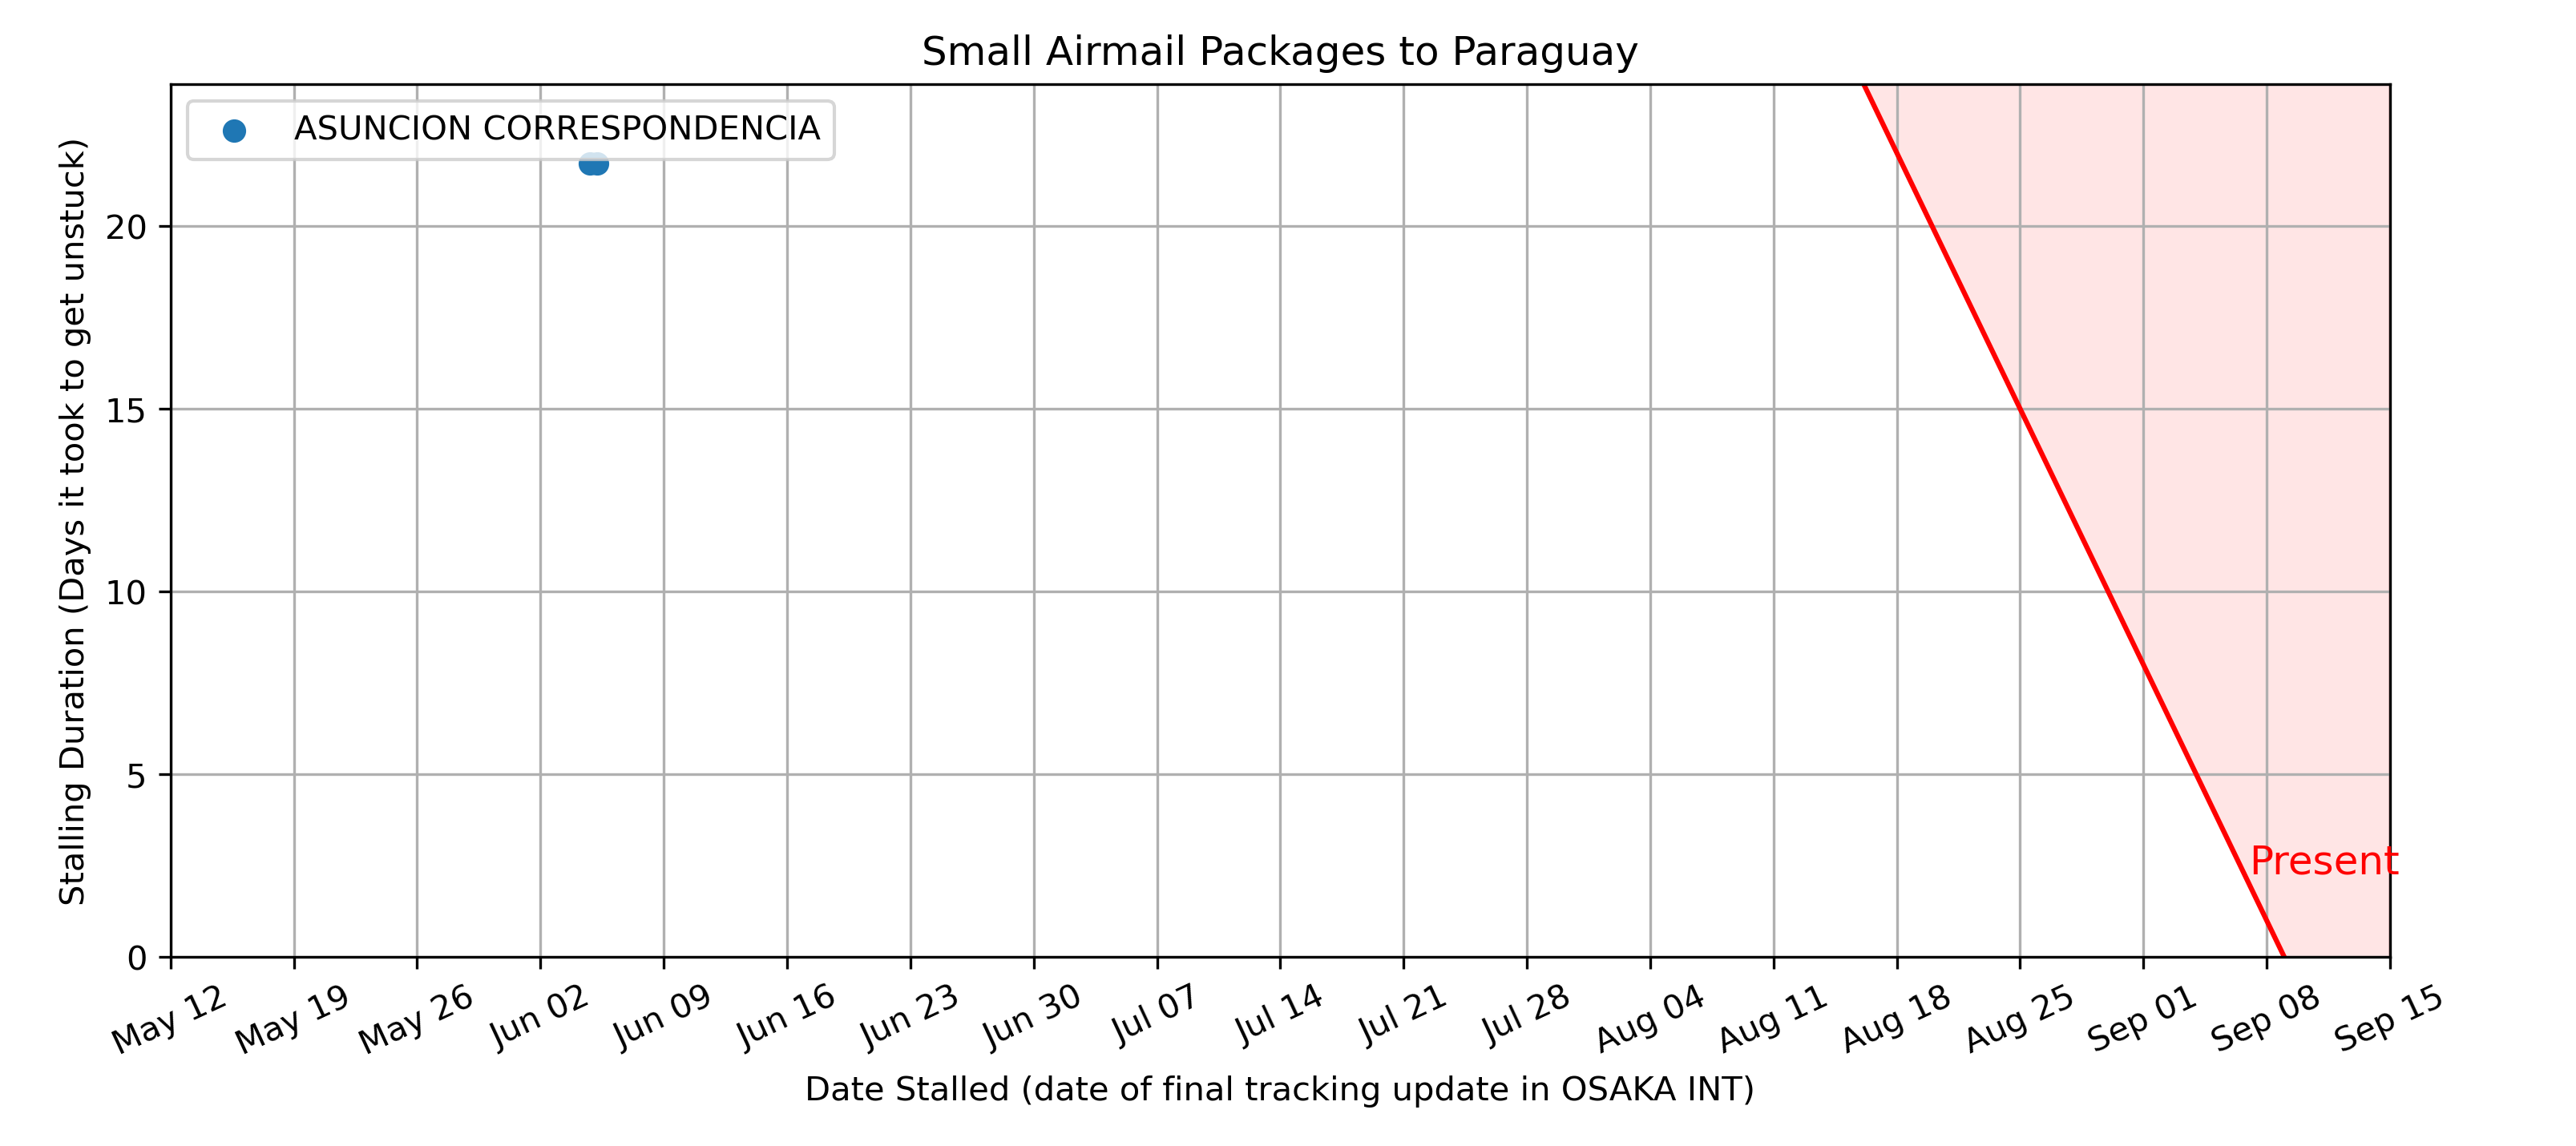 Small Airmail Packages to Paraguay
ASUNCION CORRESPONDENCIA
Stalling Duration (Days it took to get unstuck)
20
15
10
5
0
Present
May 12 May 19 May 26 Jun 02 Jun 09 Jun 16 Jun 23 Jun 30 Jul 07 Jul 14 Jul 21 Jul 28 Aug 04 Aug 11 Aug 18 Aug 25 Sep 01 Sep 08 Sep 15
Date Stalled (date of final tracking update in OSAKA INT)